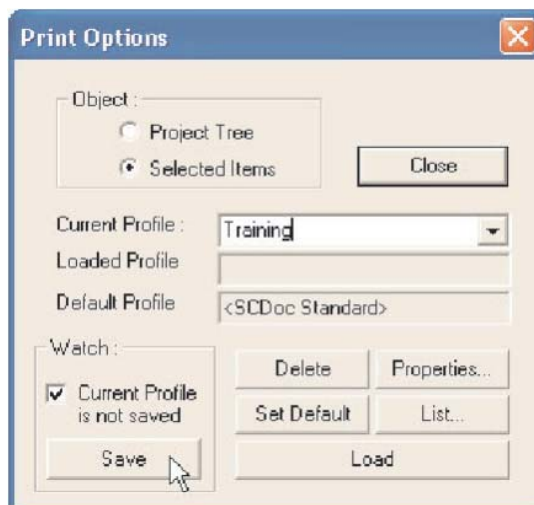 Print Options
Object :
Project Tree
Selected Items
Close
Current Profile :
Training
Loaded Profile
Default Profile
<SCDoc Standard>
Watch :
Current Profile
is not saved
Save
Delete
Properties...
Set Default
List...
Load